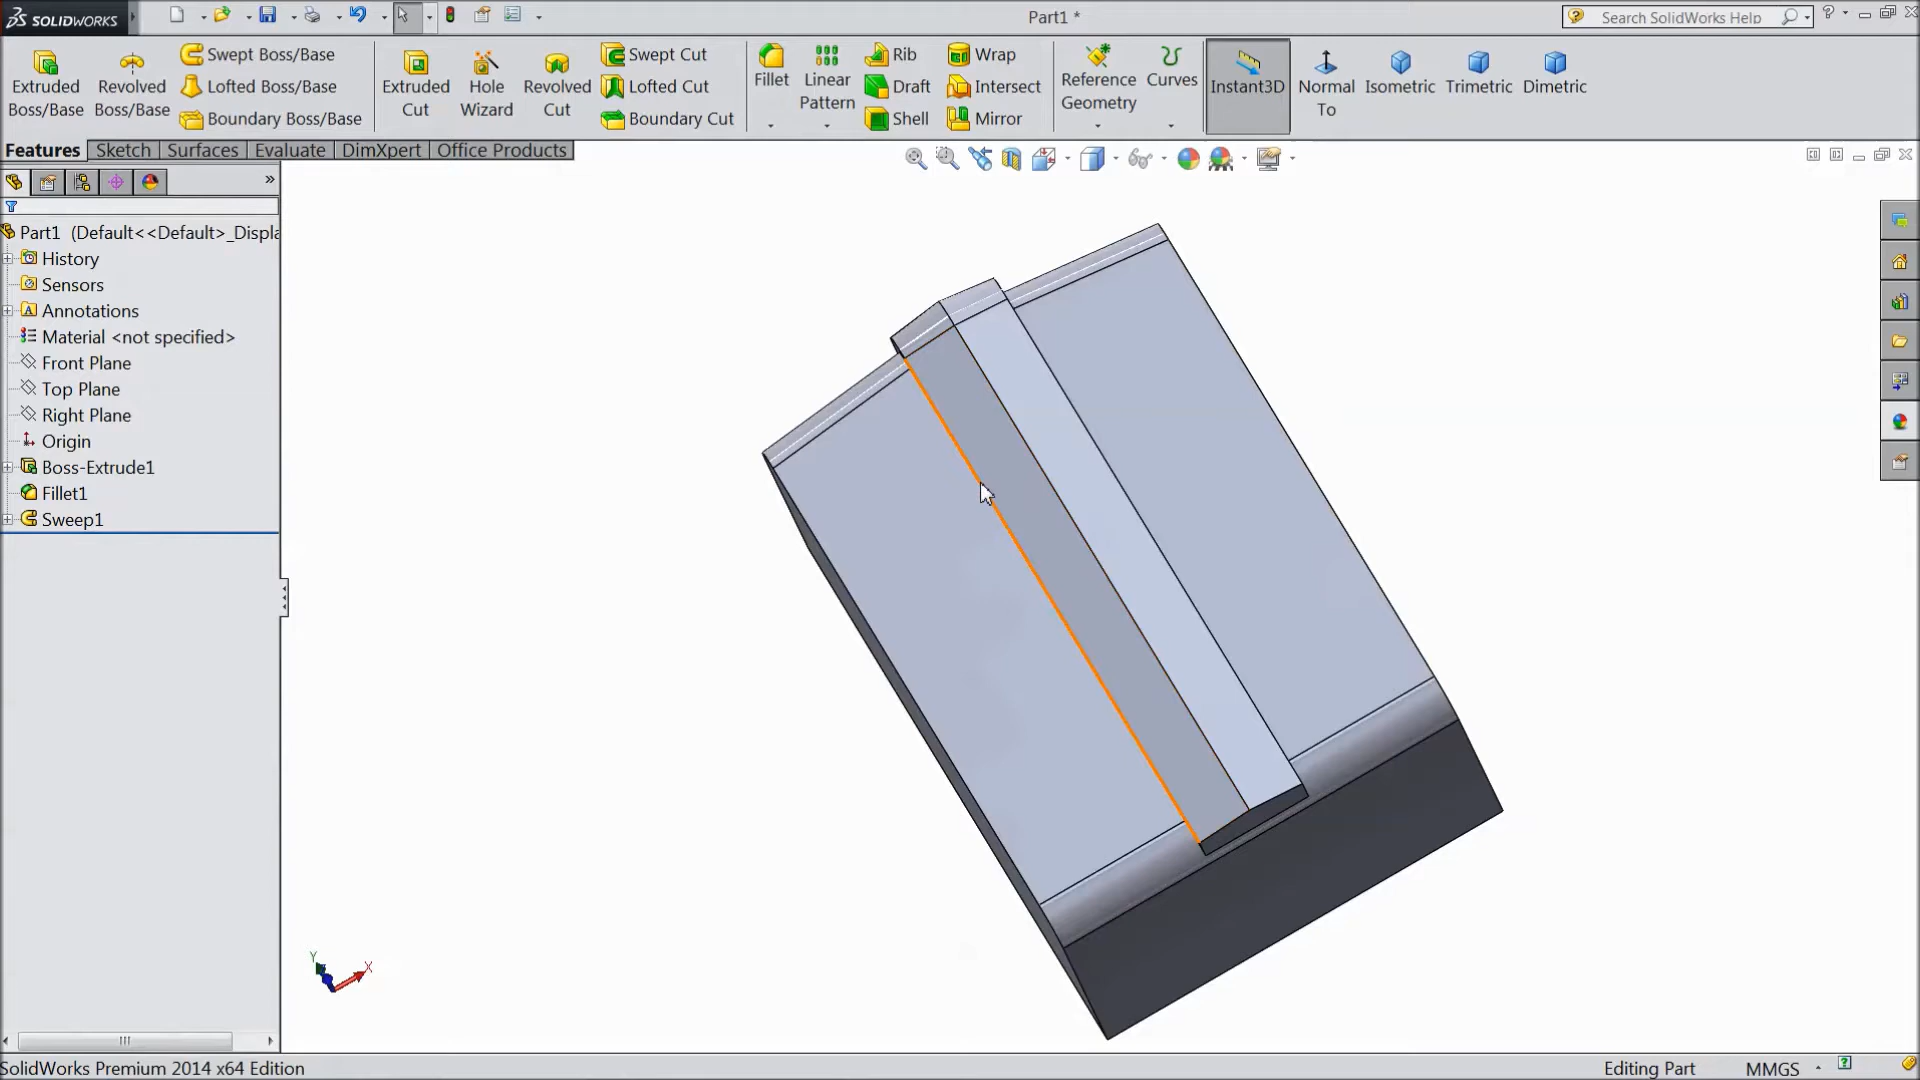 SOLIDWORKS
Part1 *
Search SolidWorks Help
Extruded Boss/Base
Revolved Boss/Base
Swept Boss/Base
Lofted Boss/Base
Boundary Boss/Base
Extruded Cut
Hole Wizard
Revolved Cut
Swept Cut
Lofted Cut
Boundary Cut
Fillet
Linear Pattern
Rib
Draft
Shell
Wrap
Intersect
Mirror
Reference Geometry
Curves
Instant3D
Normal To
Isometric
Trimetric
Dimetric
Features
Sketch
Surfaces
Evaluate
DimXpert
Office Products
Part1 (Default<<Default>_Displa
History
Sensors
Annotations
Material <not specified>
Front Plane
Top Plane
Right Plane
Origin
Boss-Extrude1
Fillet1
Sweep1
Y
X
SolidWorks Premium 2014 x64 Edition
Editing Part
MMGS